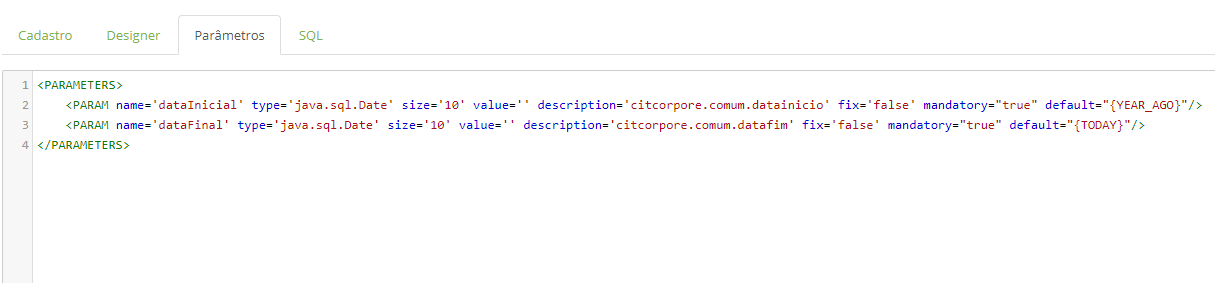 Cadastro Designer Parâmetros SQL
1 <PARAMETERS>
2 <PARAM name='dataInicial' type='java.sql.Date' size='10' value='' description='citcorpore.comum.datainicio' fix='false' mandatory="true" default="{YEAR_AGO}"/>
3 <PARAM name='dataFinal' type='java.sql.Date' size='10' value='' description='citcorpore.comum.datafim' fix='false' mandatory="true" default="{TODAY}"/>
4 </PARAMETERS>